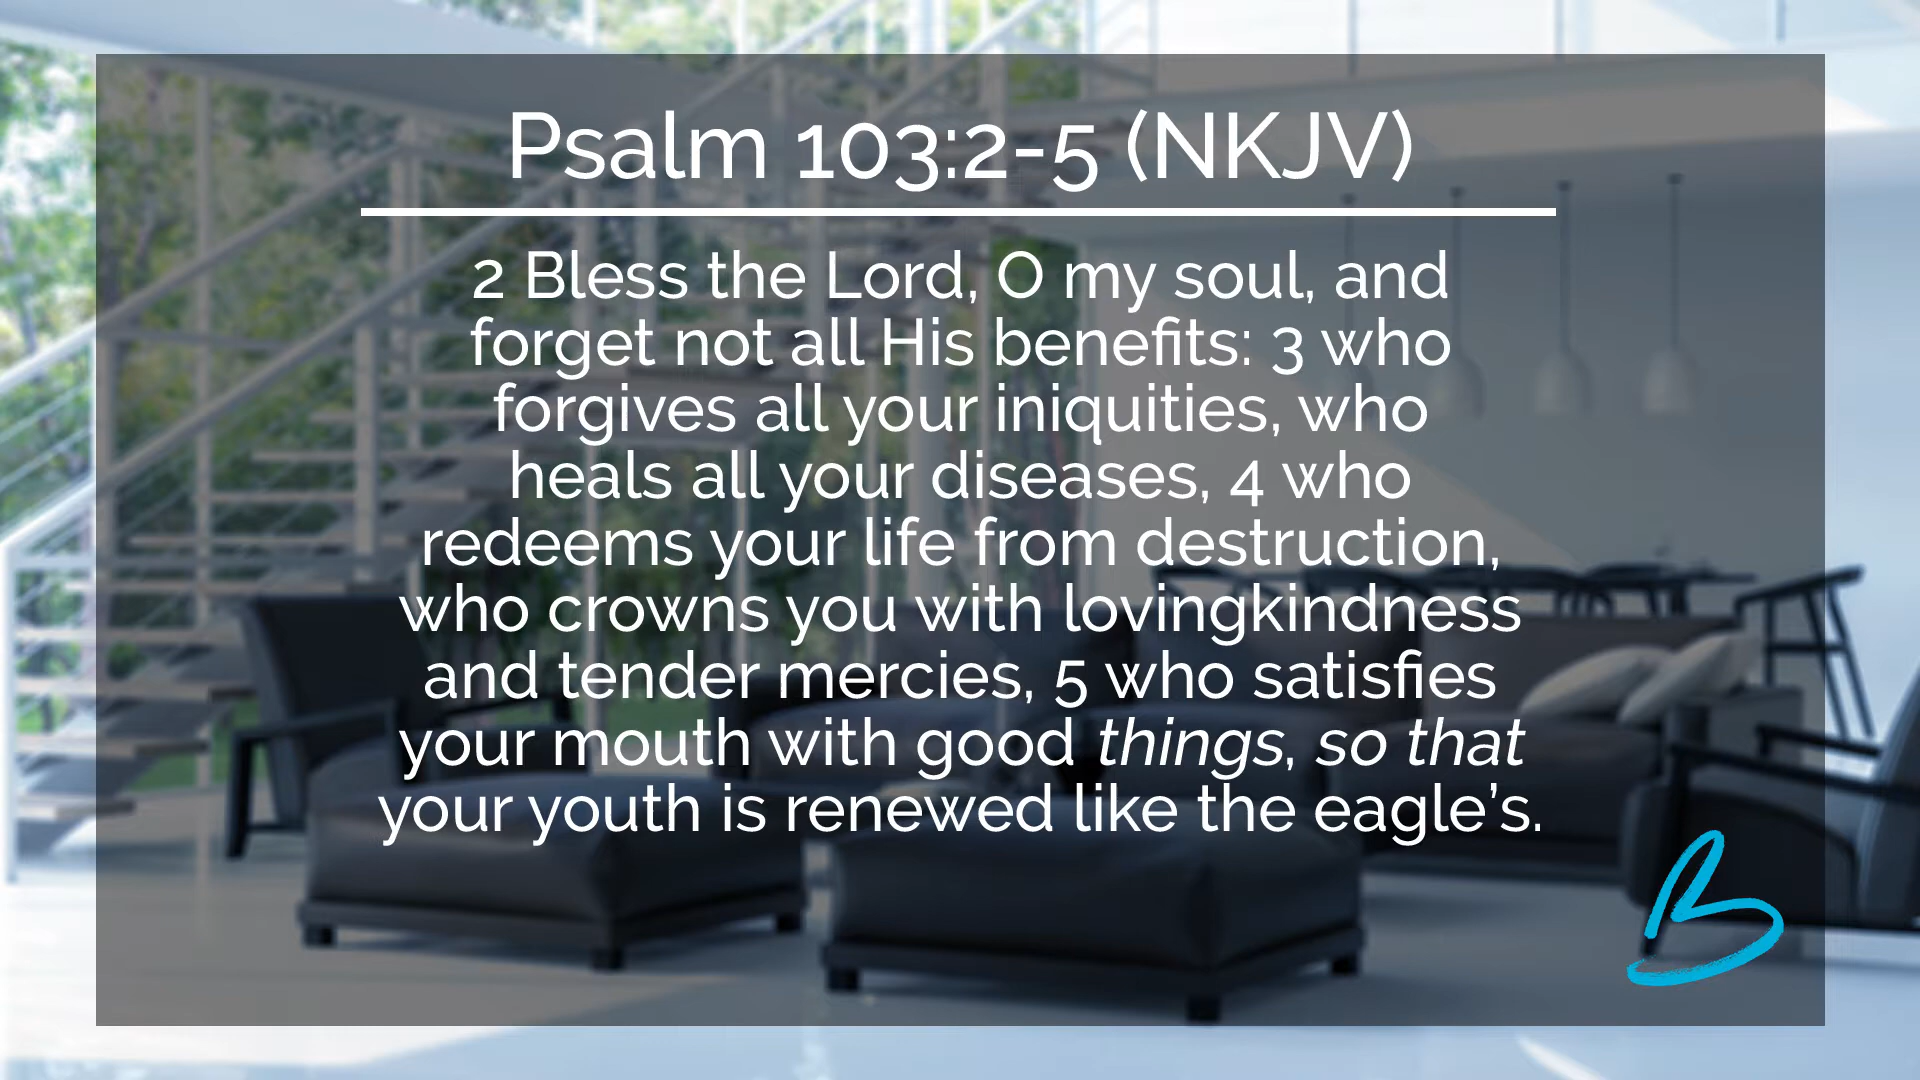 Psalm 103:2-5 (NKJV)
2 Bless the Lord, O my soul, and
forget not all His benefits: 3 who
forgives all your iniquities, who
heals all your diseases, 4 who
redeems your life from destruction,
who crowns you with lovingkindness
and tender mercies, 5 who satisfies
your mouth with good things, so that
your youth is renewed like the eagle’s.
B